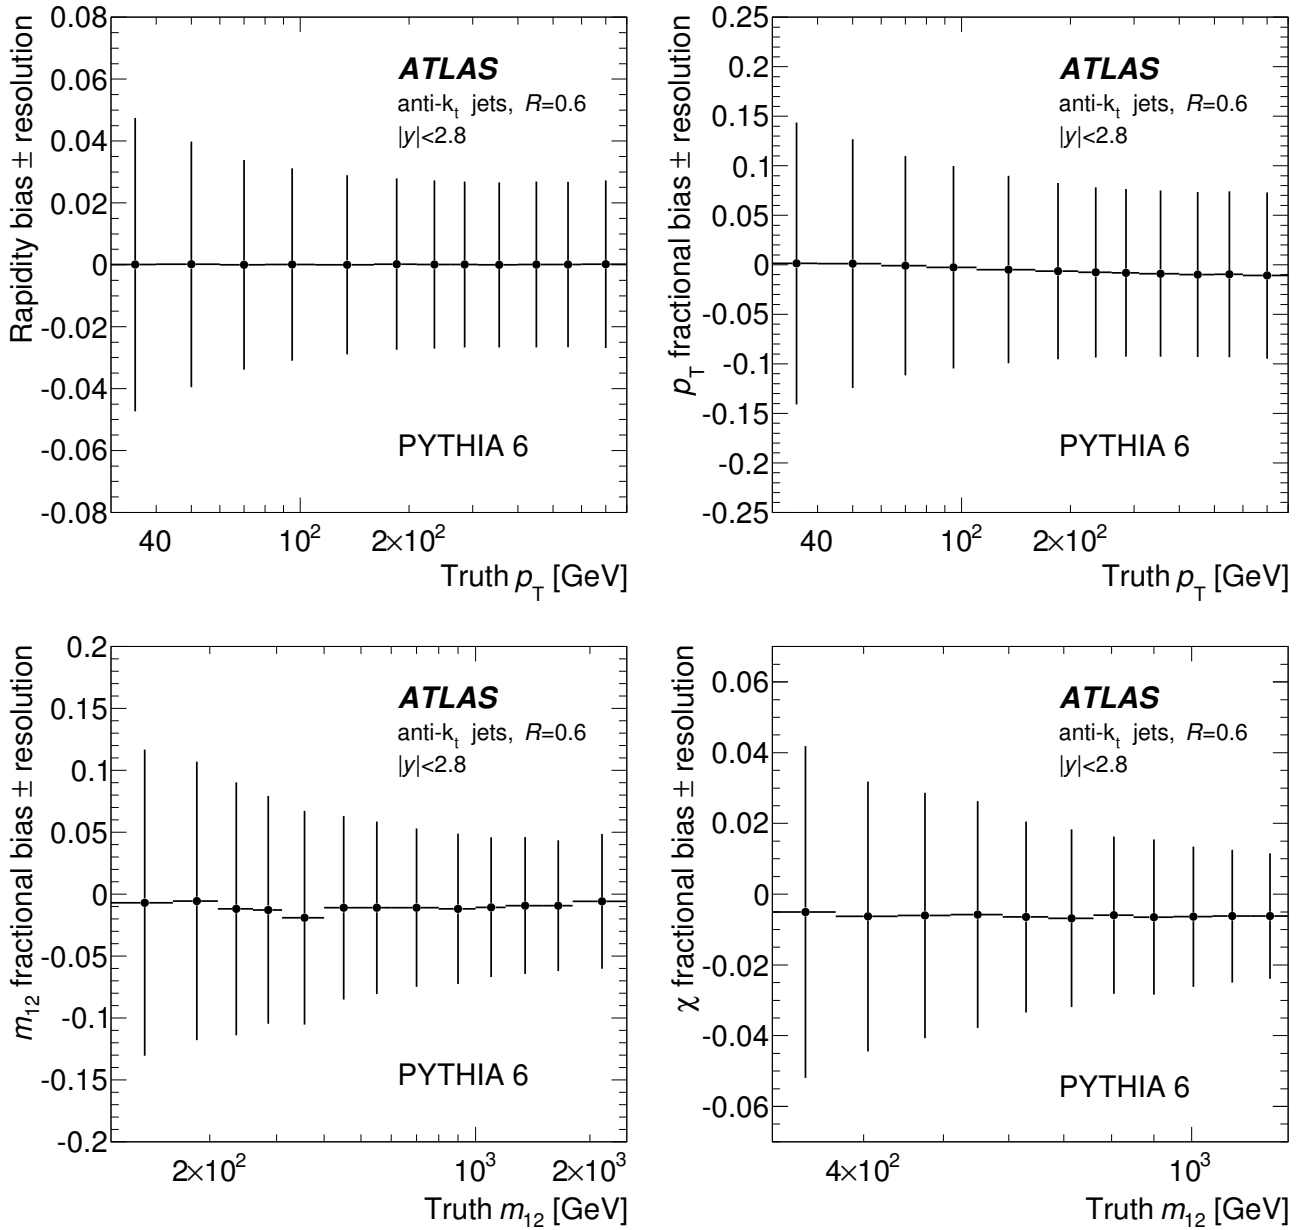 Rapidity bias ± resolution
0.08
0.06
0.04
0.02
0
-0.02
-0.04
-0.06
-0.08
ATLAS
anti-kt jets, R=0.6
|y|<2.8
PYTHIA 6
40
10²
2×10²
Truth pT [GeV]
pT fractional bias ± resolution
0.25
0.2
0.15
0.1
0.05
0
-0.05
-0.1
-0.15
-0.2
-0.25
ATLAS
anti-kt jets, R=0.6
|y|<2.8
PYTHIA 6
40
10²
2×10²
Truth pT [GeV]
m12 fractional bias ± resolution
0.2
0.15
0.1
0.05
0
-0.05
-0.1
-0.15
-0.2
ATLAS
anti-kt jets, R=0.6
|y|<2.8
PYTHIA 6
2×10²
10³
2×10³
Truth m12 [GeV]
χ fractional bias ± resolution
0.06
0.04
0.02
0
-0.02
-0.04
-0.06
ATLAS
anti-kt jets, R=0.6
|y|<2.8
PYTHIA 6
4×10²
10³
Truth m12 [GeV]